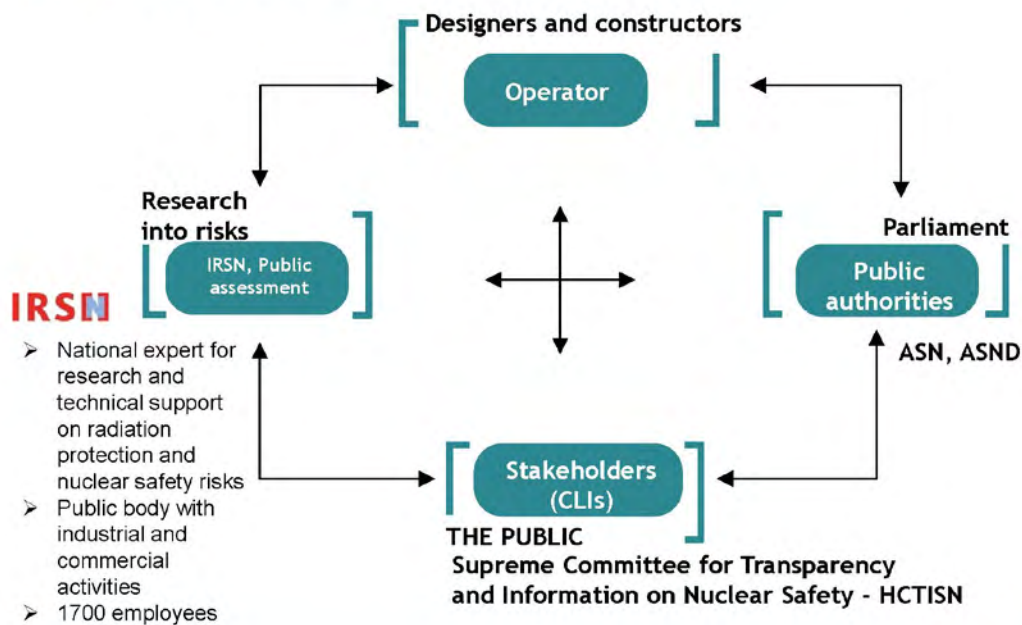 Designers and constructors
Operator
Research
into risks
IRSN, Public
assessment
Parliament
Public
authorities
ASN, ASND
IRSN
➢ National expert for
research and
technical support
on radiation
protection and
nuclear safety risks
➢ Public body with
industrial and
commercial
activities
➢ 1700 employees
Stakeholders
(CLIs)
THE PUBLIC
Supreme Committee for Transparency
and Information on Nuclear Safety - HCTISN